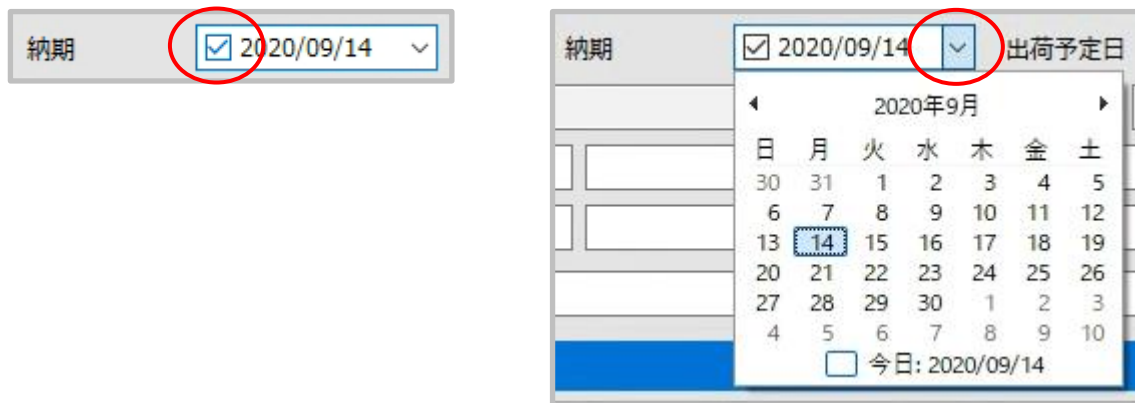 納期 2020/09/14
納期 2020/09/14 出荷予定日
2020年9月
日 月 火 水 木 金 土
30 31 1 2 3 4 5
6 7 8 9 10 11 12
13 14 15 16 17 18 19
20 21 22 23 24 25 26
27 28 29 30 1 2 3
4 5 6 7 8 9 10
今日: 2020/09/14